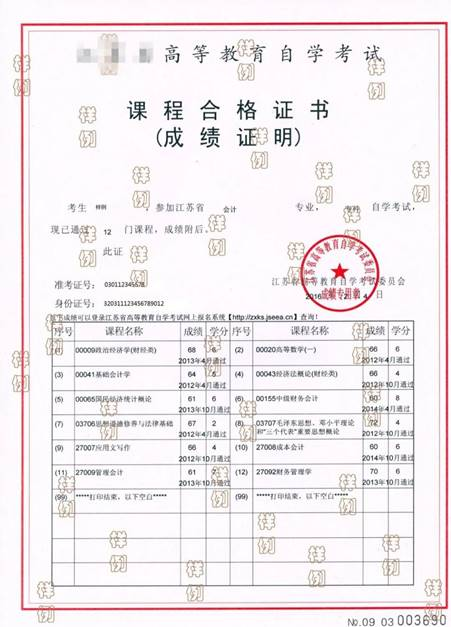 高等教育自学考试
课程合格证书
(成绩证明)
考生 样例 ，参加江苏省 会计 专业， 专科 自学考试，
现已通过 12 门课程，成绩附后。
此证
准考证号： 030112345678
江苏省高等教育自学考试委员会
身份证号： 320311123456789012
2016年 2 4 日
成绩专用章
以下成绩可以登录江苏省高等教育自学考试网上报名系统【http://zxks.jseea.cn】查询!
序号 课程名称 成绩 学分 序号 课程名称 成绩 学分
(1) 00009政治经济学(财经类) 68 6 2013年4月通过 (2) 00020高等数学(一) 66 6 2012年4月通过
(3) 00041基础会计学 64 5 2012年4月通过 (4) 00043经济法概论(财经类) 66 4 2012年10月通过
(5) 00065国民经济统计概论 61 6 2013年10月通过 (6) 00155中级财务会计 60 8 2014年4月通过
(7) 03706思想道德修养与法律基础 67 2 2012年4月通过 (8) 03707毛泽东思想、邓小平理论和"三个代表"重要思想概论 72 4 2012年10月通过
(9) 27007应用文写作 66 4 2012年10月通过 (10) 27008成本会计 60 6 2014年10月通过
(11) 27009管理会计 61 2013年10月通过 (12) 27092财务管理学 70 6 2013年10月通过
(99) *****打印结束，以下空白***** (99) *****打印结束，以下空白*****
样例
№.09 03 003690